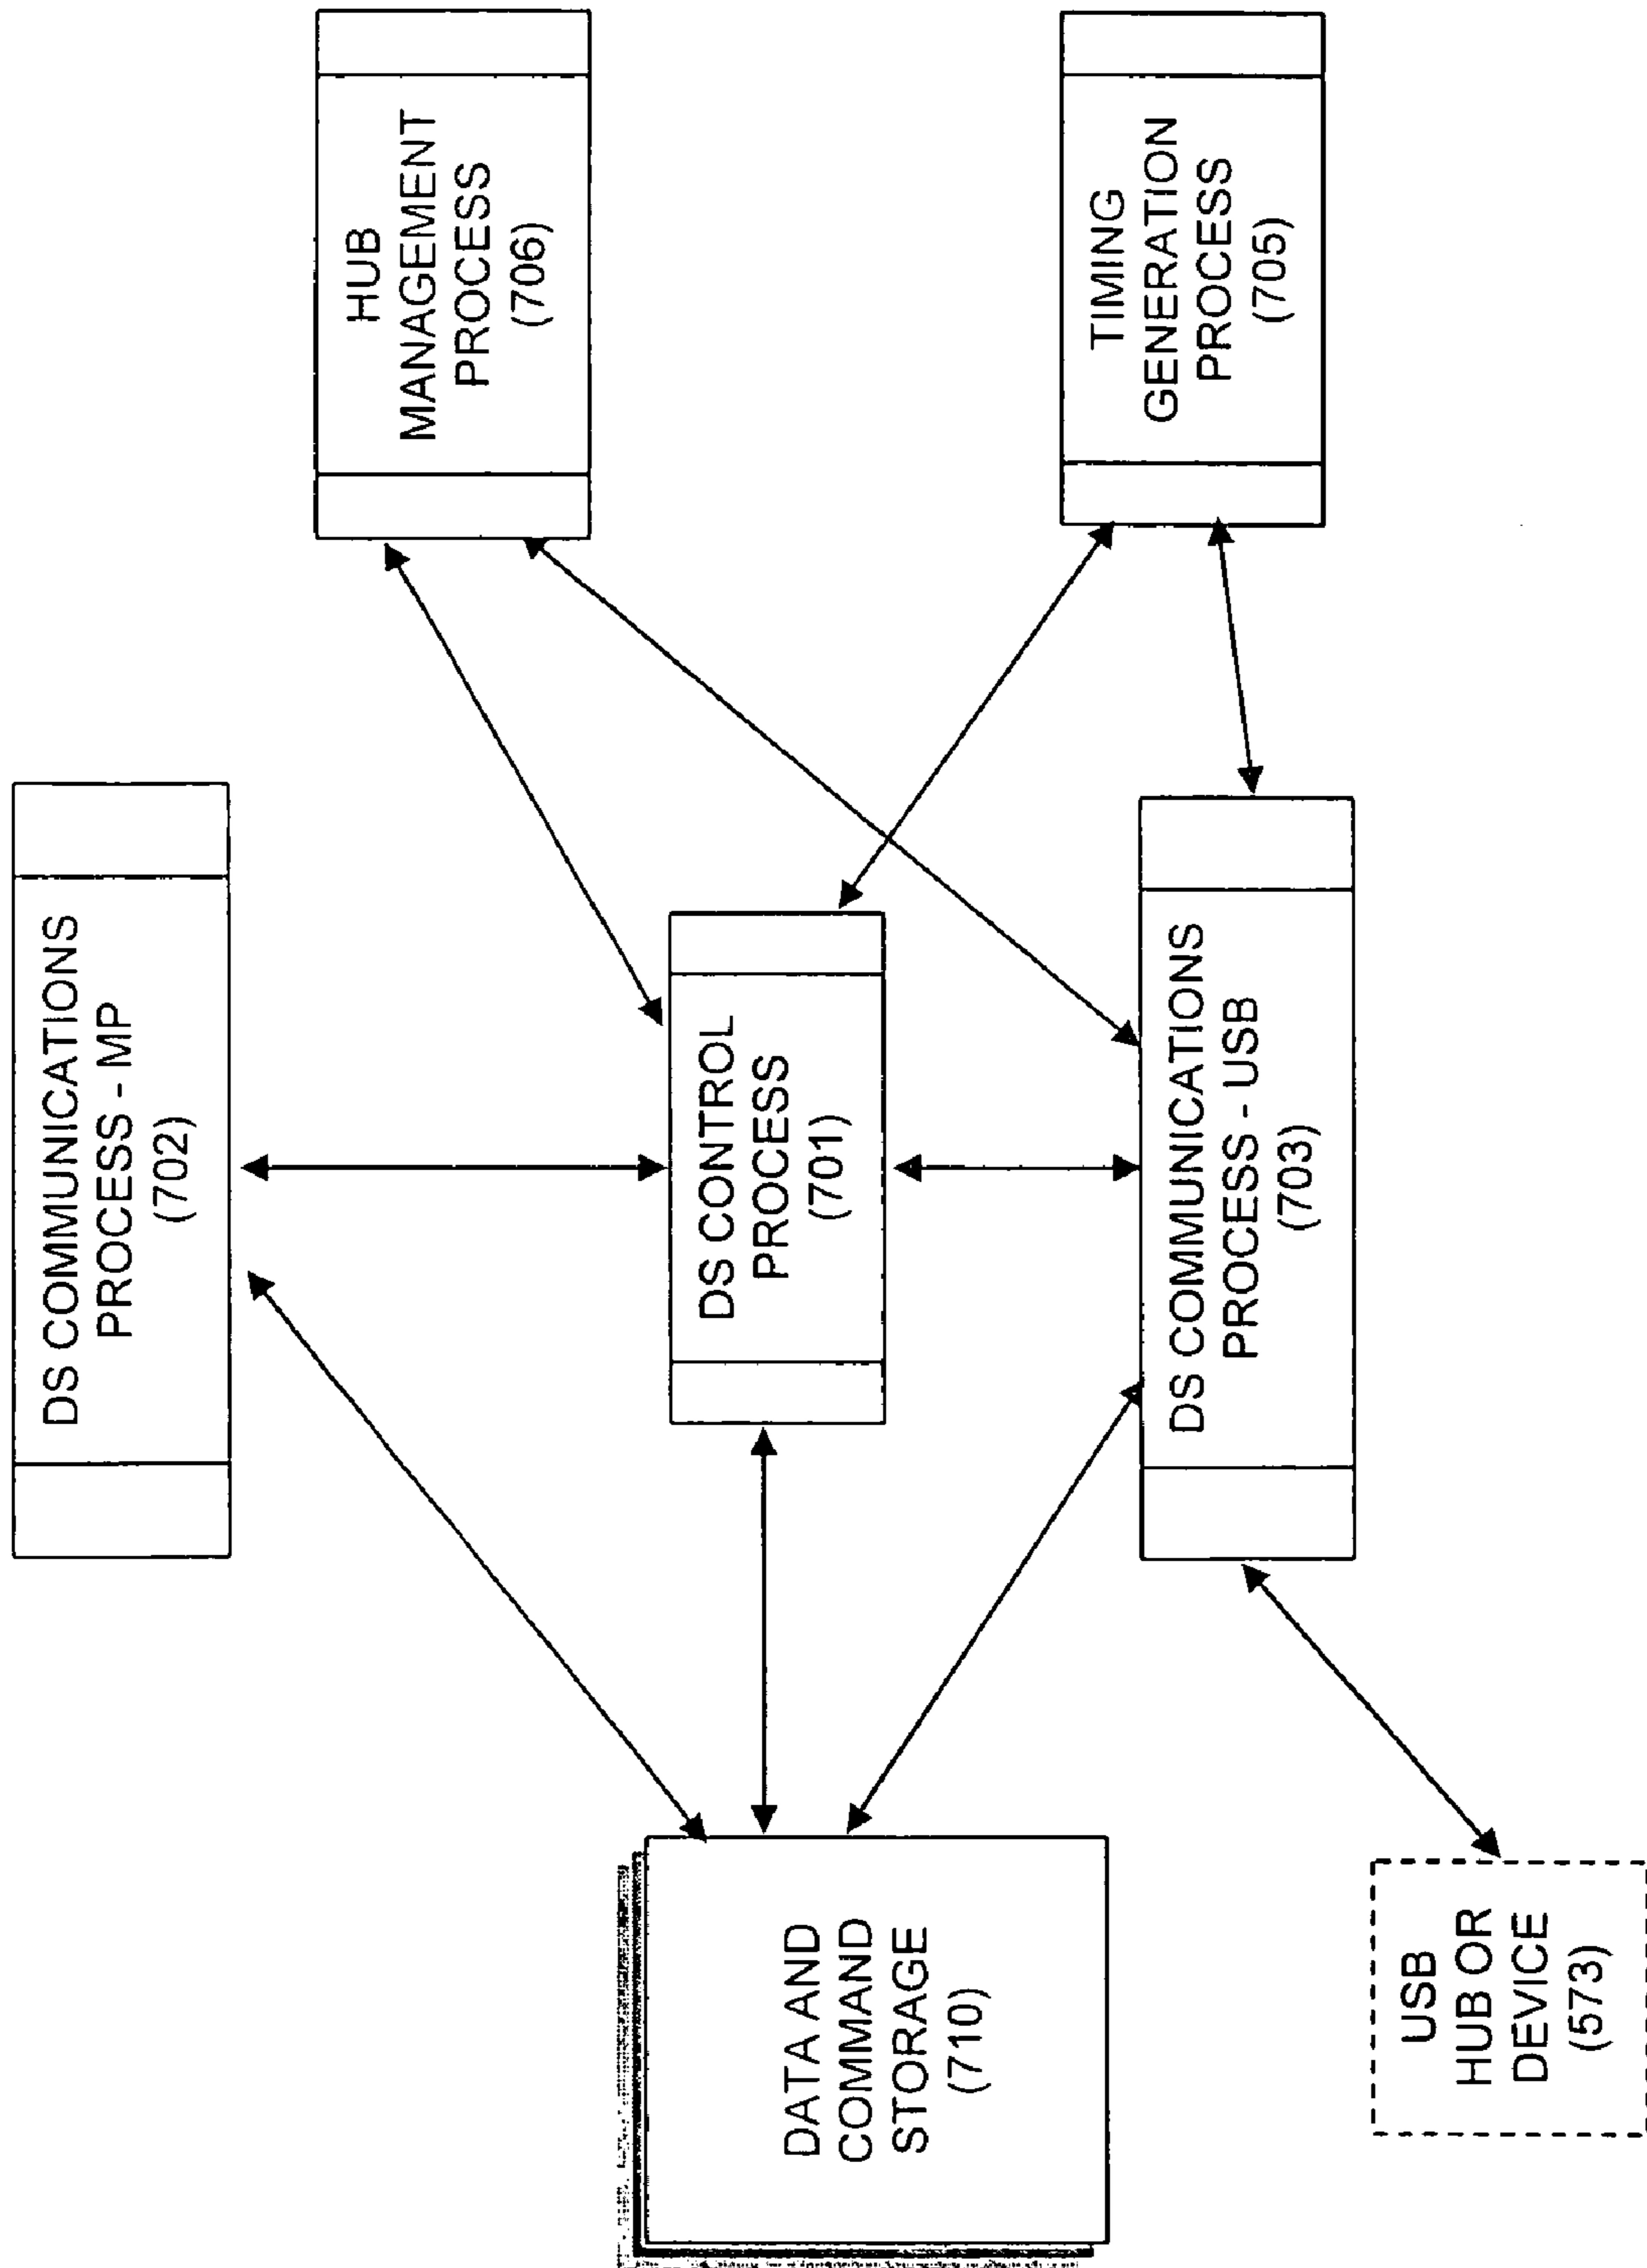 DS COMMUNICATIONS
PROCESS - MP
(702)
HUB
MANAGEMENT
PROCESS
(706)
DATA AND
COMMAND
STORAGE
(710)
DS CONTROL
PROCESS
(701)
TIMING
GENERATION
PROCESS
(705)
DS COMMUNICATIONS
PROCESS - USB
(703)
USB
HUB OR
DEVICE
(573)